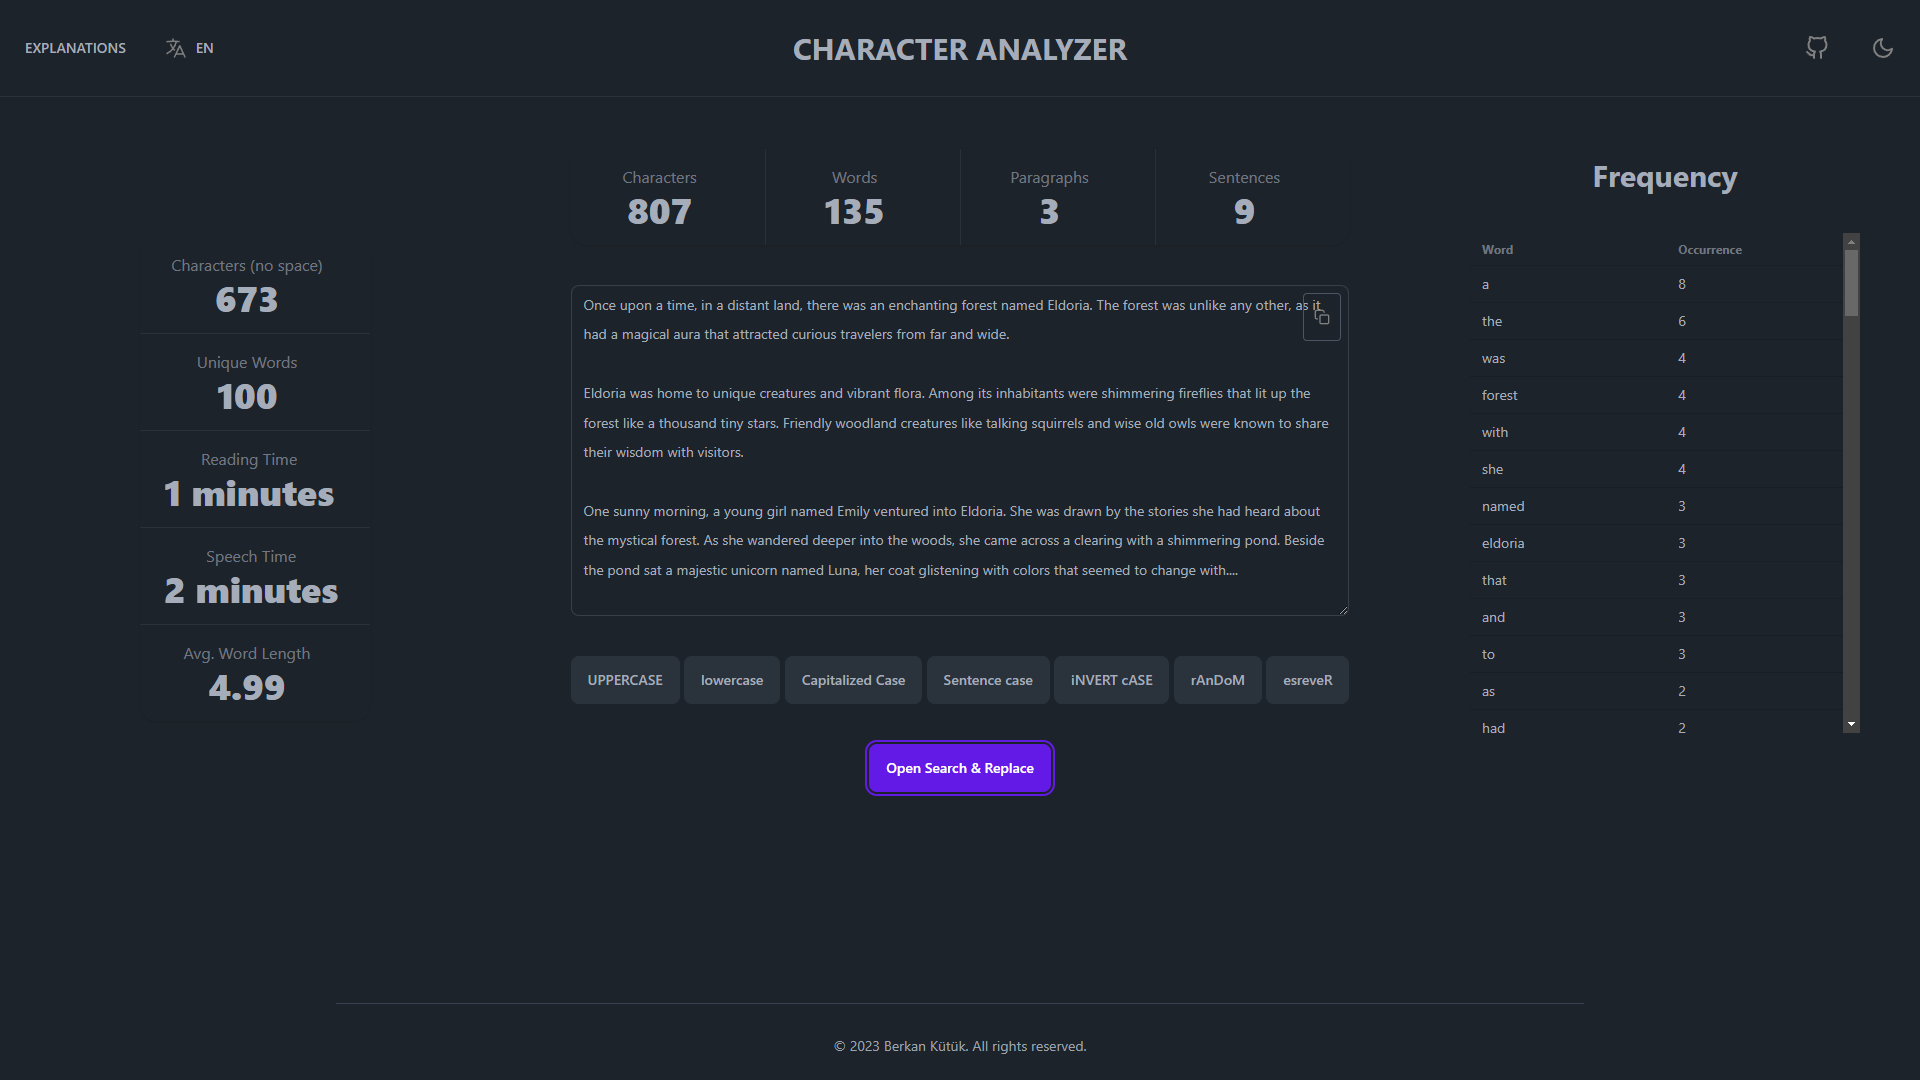 EXPLANATIONS
EN
CHARACTER ANALYZER
Characters (no space)
673
Unique Words
100
Reading Time
1 minutes
Speech Time
2 minutes
Avg. Word Length
4.99
Characters
807
Words
135
Paragraphs
3
Sentences
9
Once upon a time, in a distant land, there was an enchanting forest named Eldoria. The forest was unlike any other, as it
had a magical aura that attracted curious travelers from far and wide.
Eldoria was home to unique creatures and vibrant flora. Among its inhabitants were shimmering fireflies that lit up the
forest like a thousand tiny stars. Friendly woodland creatures like talking squirrels and wise old owls were known to share
their wisdom with visitors.
One sunny morning, a young girl named Emily ventured into Eldoria. She was drawn by the stories she had heard about
the mystical forest. As she wandered deeper into the woods, she came across a clearing with a shimmering pond. Beside
the pond sat a majestic unicorn named Luna, her coat glistening with colors that seemed to change with....
UPPERCASE
lowercase
Capitalized Case
Sentence case
iNVERT cASE
rAnDoM
esreveR
Open Search & Replace
Frequency
Word Occurrence
a 8
the 6
was 4
forest 4
with 4
she 4
named 3
eldoria 3
that 3
and 3
to 3
as 2
had 2
© 2023 Berkan Kütük. All rights reserved.